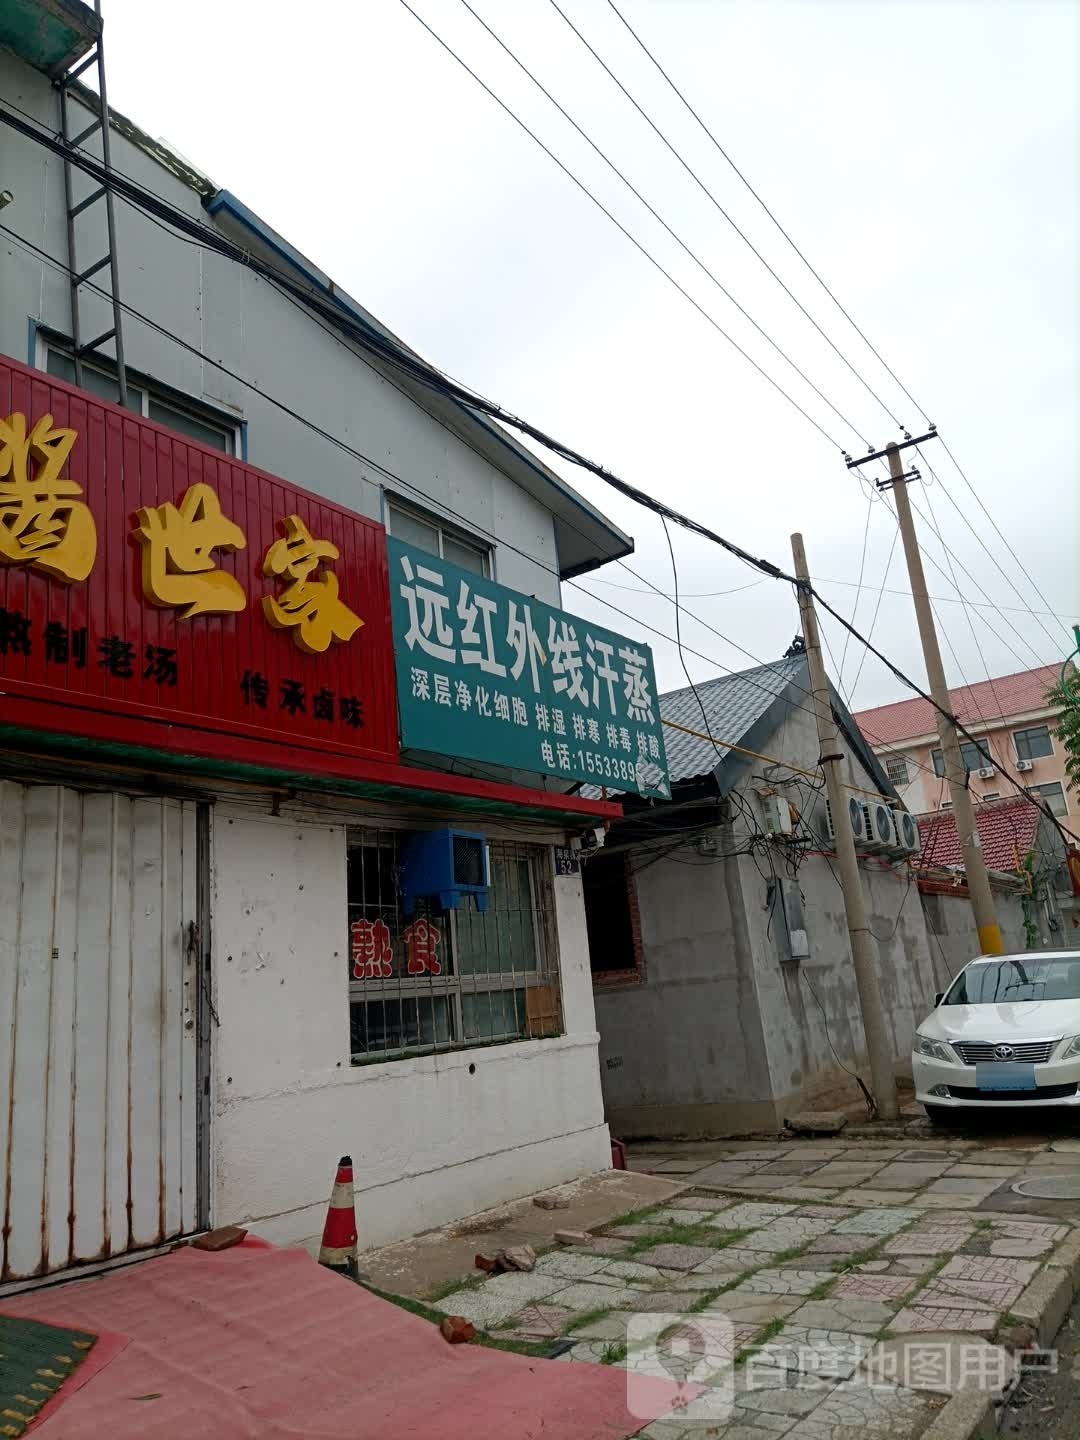 酱世家
熬制老汤 传承卤味
远红外线汗蒸
深层净化细胞 排湿 排寒 排毒 排酸
电话:1553389
熟食
52
百度地图用户